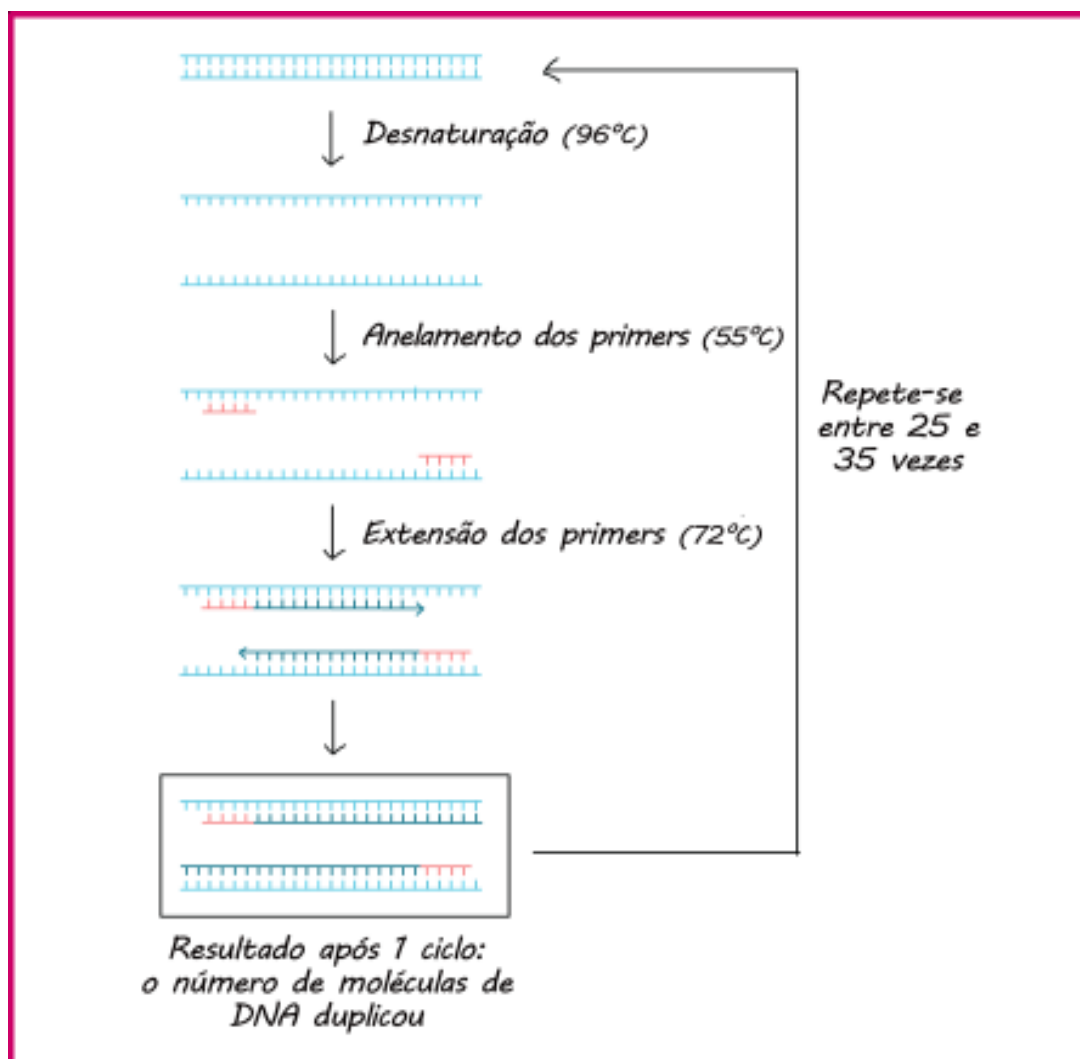 Desnaturação (96°C)
Anelamento dos primers (55°C)
Repete-se
entre 25 e
35 vezes
Extensão dos primers (72°C)
Resultado após 1 ciclo:
o número de moléculas de
DNA duplicou